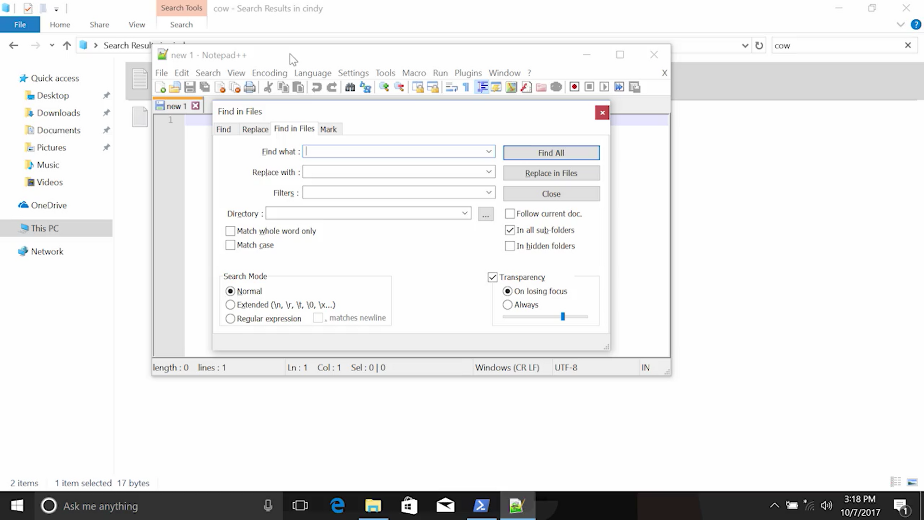 Search Tools
cow - Search Results in cindy
File Home Share View Search
Search Results in cindy
cow
new 1 - Notepad++
File Edit Search View Encoding Language Settings Tools Macro Run Plugins Window ? X
new 1
1
Quick access
Desktop
Downloads
Documents
Pictures
Music
Videos
OneDrive
This PC
Network
Find in Files
Find Replace Find in Files Mark
Find what :
Find All
Replace with :
Replace in Files
Filters :
Close
Directory :
...
Follow current doc.
Match whole word only
In all sub-folders
Match case
In hidden folders
Search Mode
Normal
Extended (\n, \r, \t, \0, \x...)
Regular expression
. matches newline
Transparency
On losing focus
Always
length : 0 lines : 1 Ln : 1 Col : 1 Sel : 0 | 0 Windows (CR LF) UTF-8 IN
2 items 1 item selected 17 bytes
Ask me anything
3:18 PM
10/7/2017
1